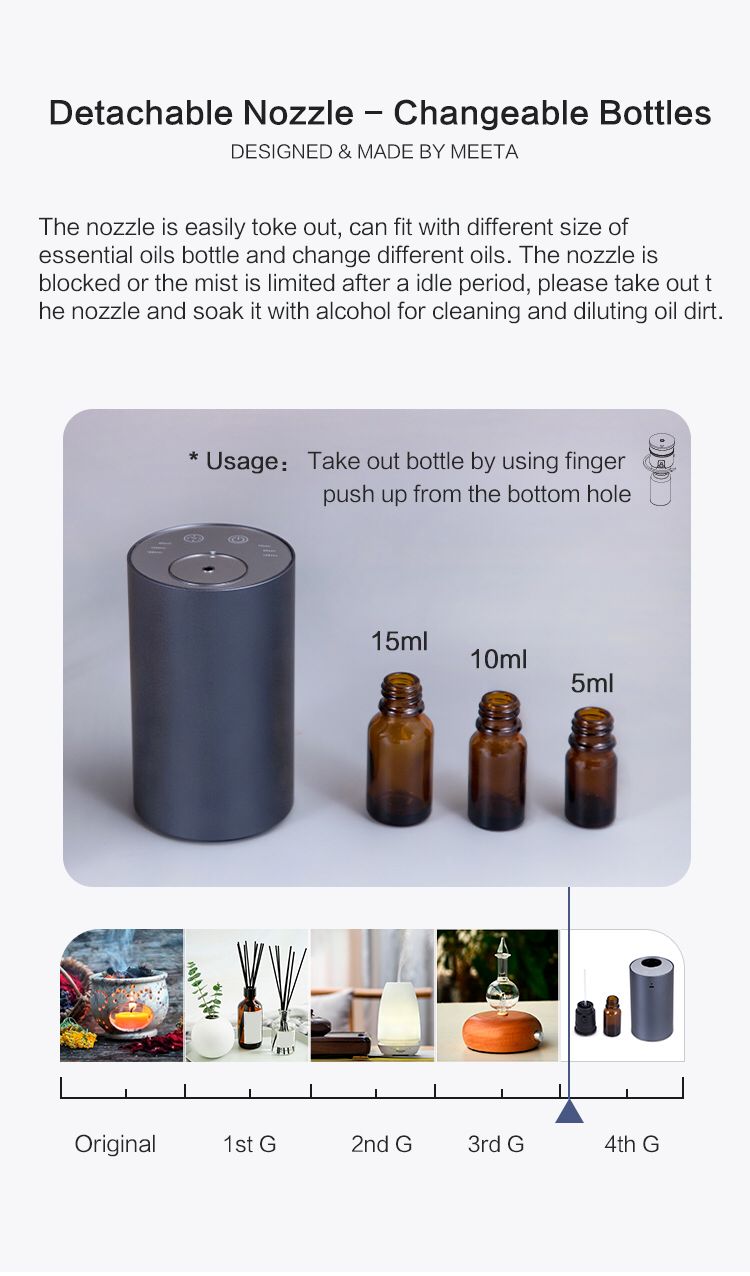 Detachable Nozzle – Changeable Bottles
DESIGNED & MADE BY MEETA
The nozzle is easily toke out, can fit with different size of
essential oils bottle and change different oils. The nozzle is
blocked or the mist is limited after a idle period, please take out t
he nozzle and soak it with alcohol for cleaning and diluting oil dirt.
* Usage： Take out bottle by using finger
push up from the bottom hole
15ml
10ml
5ml
Original
1st G
2nd G
3rd G
4th G